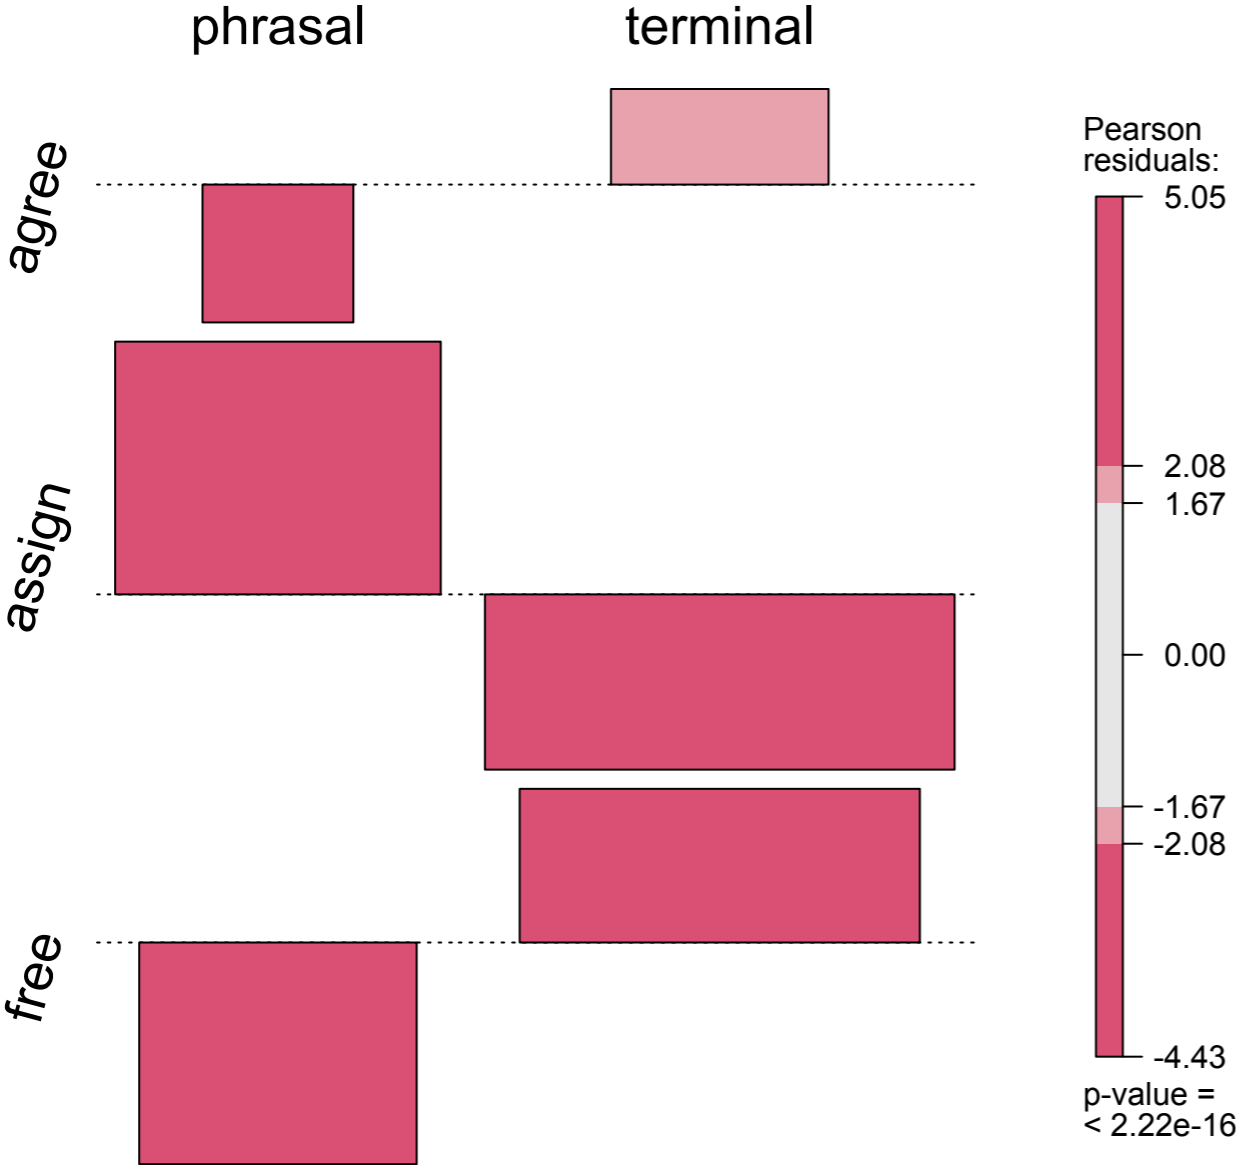 phrasal terminal
agree
assign
free
Pearson
residuals:
5.05
2.08
1.67
0.00
-1.67
-2.08
-4.43
p-value =
< 2.22e-16